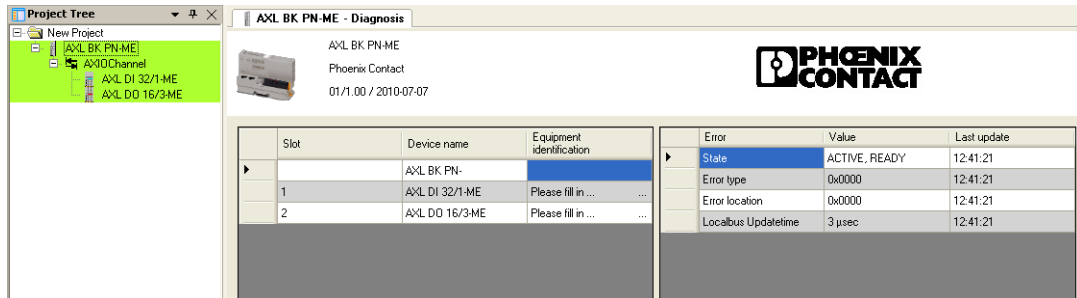 Project Tree
New Project
AXL BK PN-ME
AXIOChannel
AXL DI 32/1-ME
AXL DO 16/3-ME
AXL BK PN-ME - Diagnosis
AXL BK PN-ME
Phoenix Contact
01/1.00 / 2010-07-07
PHŒNIX
CONTACT
Slot Device name Equipment identification
AXL BK PN-
1 AXL DI 32/1-ME Please fill in ... ...
2 AXL DO 16/3-ME Please fill in ... ...
Error Value Last update
State ACTIVE, READY 12:41:21
Error type 0x0000 12:41:21
Error location 0x0000 12:41:21
Localbus Updatetime 3 µsec 12:41:21